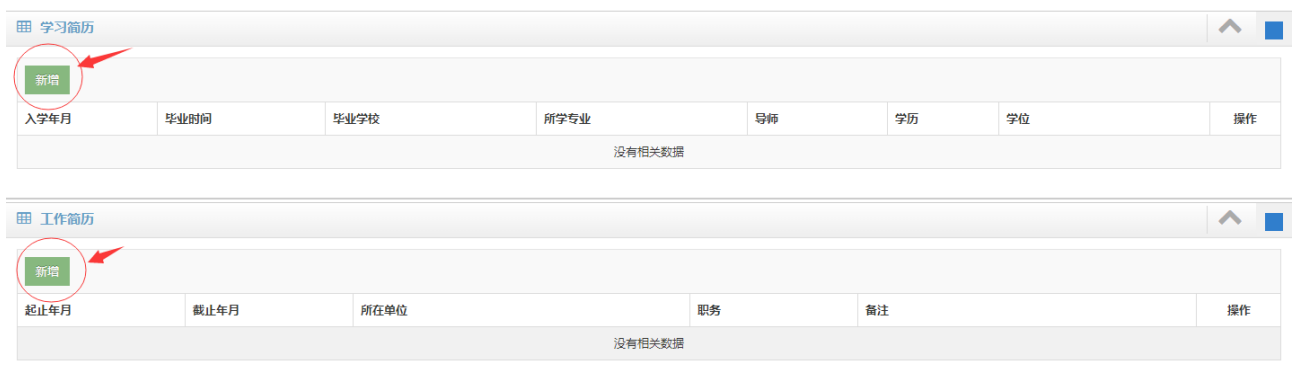 学习简历
新增
入学年月 毕业时间 毕业学校 所学专业 导师 学历 学位 操作
没有相关数据
工作简历
新增
起止年月 截止年月 所在单位 职务 备注 操作
没有相关数据